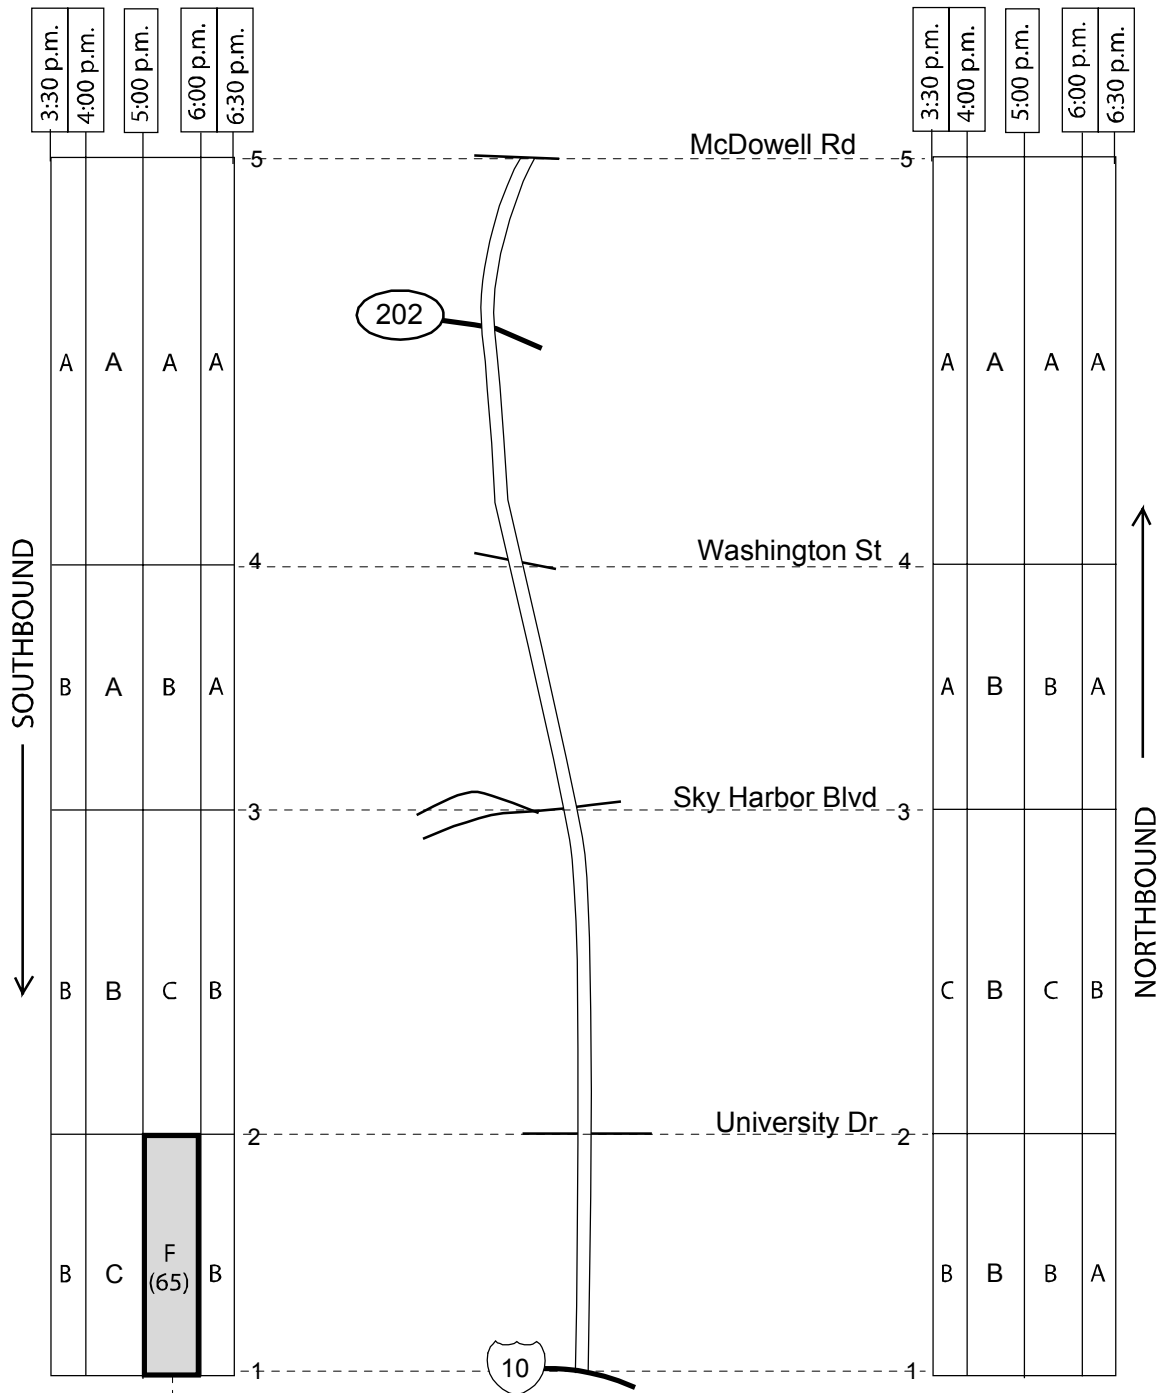 3:30 p.m.
4:00 p.m.
5:00 p.m.
6:00 p.m.
6:30 p.m.
3:30 p.m.
4:00 p.m.
5:00 p.m.
6:00 p.m.
6:30 p.m.
5 McDowell Rd 5
202
A A A A
A A A A
SOUTHBOUND
4 Washington St 4
B A B A
A B B A
3 Sky Harbor Blvd 3
NORTHBOUND
B B C B
C B C B
2 University Dr 2
B C F (65) B
B B B A
1 10 1